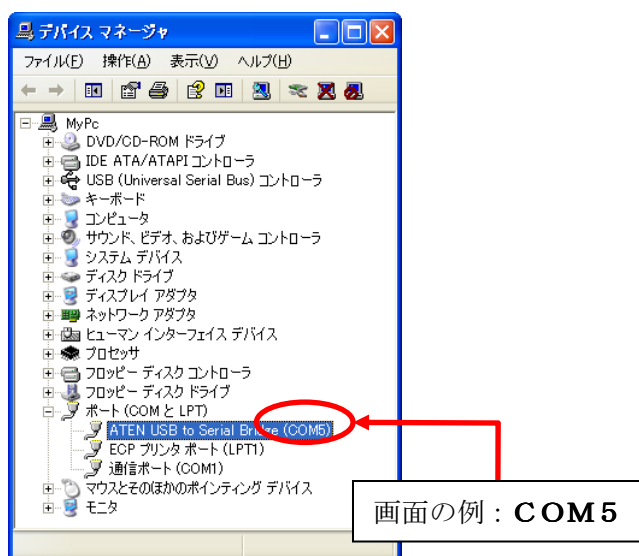 デバイス マネージャ
ファイル(F) 操作(A) 表示(V) ヘルプ(H)
MyPc
DVD/CD-ROM ドライブ
IDE ATA/ATAPI コントローラ
USB (Universal Serial Bus) コントローラ
キーボード
コンピュータ
サウンド、ビデオ、およびゲーム コントローラ
システム デバイス
ディスク ドライブ
ディスプレイ アダプタ
ネットワーク アダプタ
ヒューマン インターフェイス デバイス
プロセッサ
フロッピー ディスク コントローラ
フロッピー ディスク ドライブ
ポート (COM と LPT)
ATEN USB to Serial Bridge (COM5)
ECP プリンタ ポート (LPT1)
通信ポート (COM1)
マウスとそのほかのポインティング デバイス
モニタ
画面の例：ＣＯＭ５